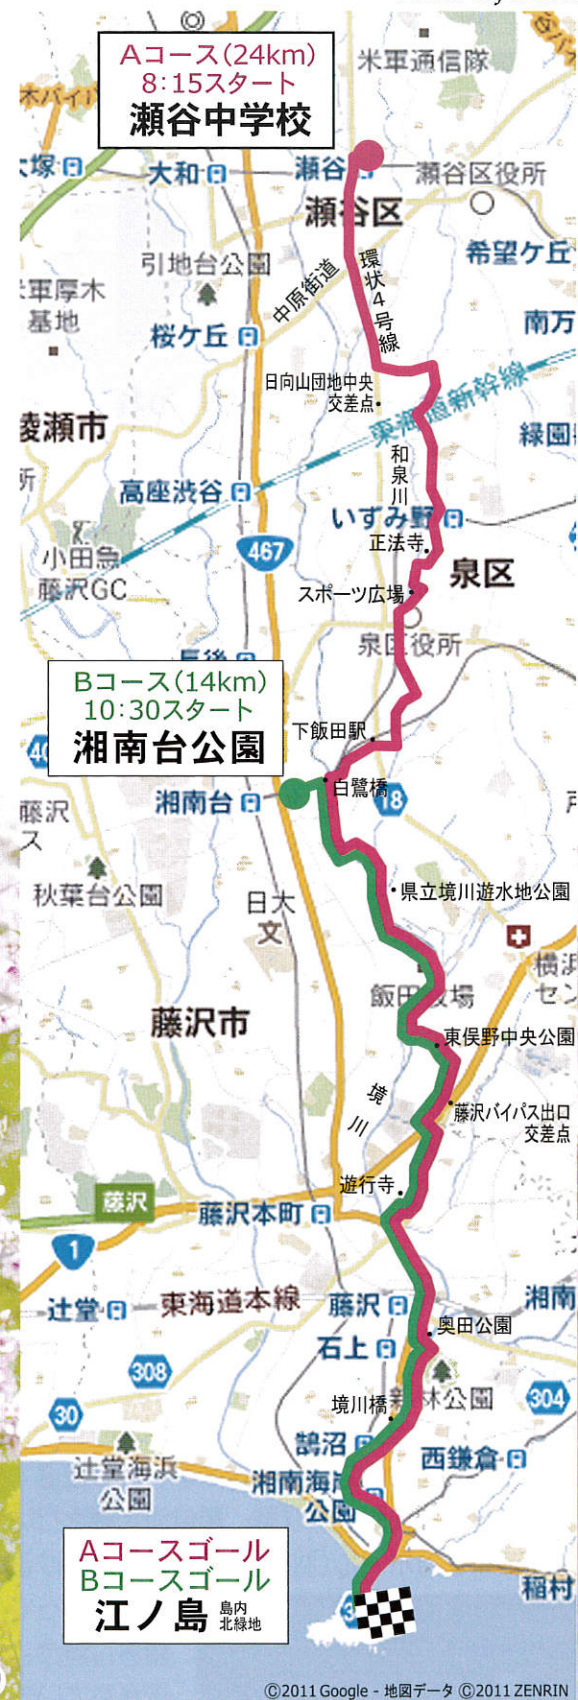 Aコース(24km)
8:15スタート
瀬谷中学校
米軍通信隊
大和
瀬谷
瀬谷区役所
瀬谷区
希望ケ丘
引地台公園
中原街道
環状4号線
軍厚木
基地
桜ケ丘
南万
日向山団地中央
交差点
東海道新幹線
綾瀬市
緑園
和泉川
所
高座渋谷
いずみ野
正法寺
467
小田急
藤沢GC
泉区
スポーツ広場
泉区役所
Bコース(14km)
10:30スタート
湘南台公園
下飯田駅
白鷺橋
湘南台
18
藤沢
ス
秋葉台公園
県立境川遊水地公園
日大
文
横浜
セン
藤沢市
東俣野中央公園
境川
藤沢バイパス出口
交差点
遊行寺
藤沢
藤沢本町
1
辻堂
東海道本線
藤沢
湘南
奥田公園
石上
308
林公園
304
30
境川橋
鵠沼
辻堂海浜
公園
西鎌倉
湘南海岸
公園
Aコースゴール
Bコースゴール
江ノ島 島内
北緑地
稲村
©2011 Google - 地図データ ©2011 ZENRIN